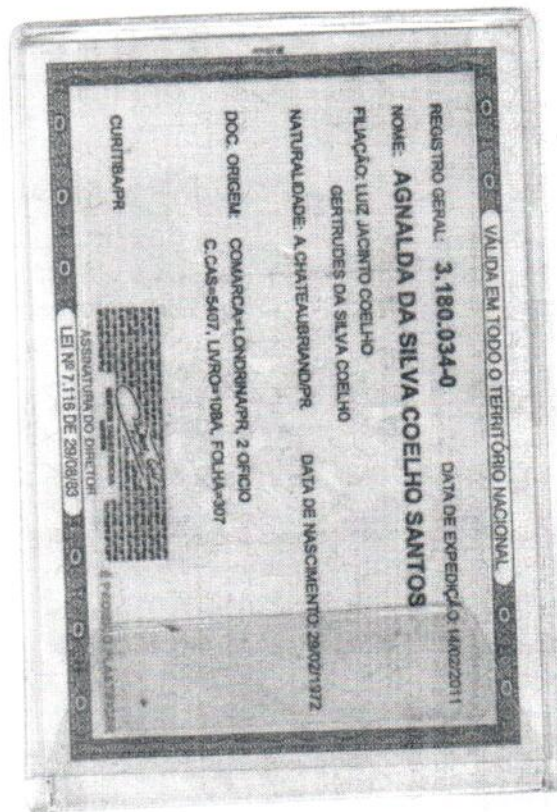 VÁLIDA EM TODO O TERRITÓRIO NACIONAL
REGISTRO GERAL: 3.180.034-0 DATA DE EXPEDIÇÃO: 14/02/2011
NOME: AGNALDA DA SILVA COELHO SANTOS
FILIAÇÃO: LUIZ JACINTO COELHO
GERTRUDES DA SILVA COELHO
NATURALIDADE: A.CHATEAUBRIAND/PR DATA DE NASCIMENTO: 29/02/1972
DOC. ORIGEM: COMARCA=LONDRINA/PR, 2 OFICIO
C.CAS=5407, LIVRO=108A, FOLHA=307
CURITIBA/PR
ASSINATURA DO DIRETOR
LEI Nº 7.116 DE 29/08/83
É PROIBIDO PLASTIFICAR